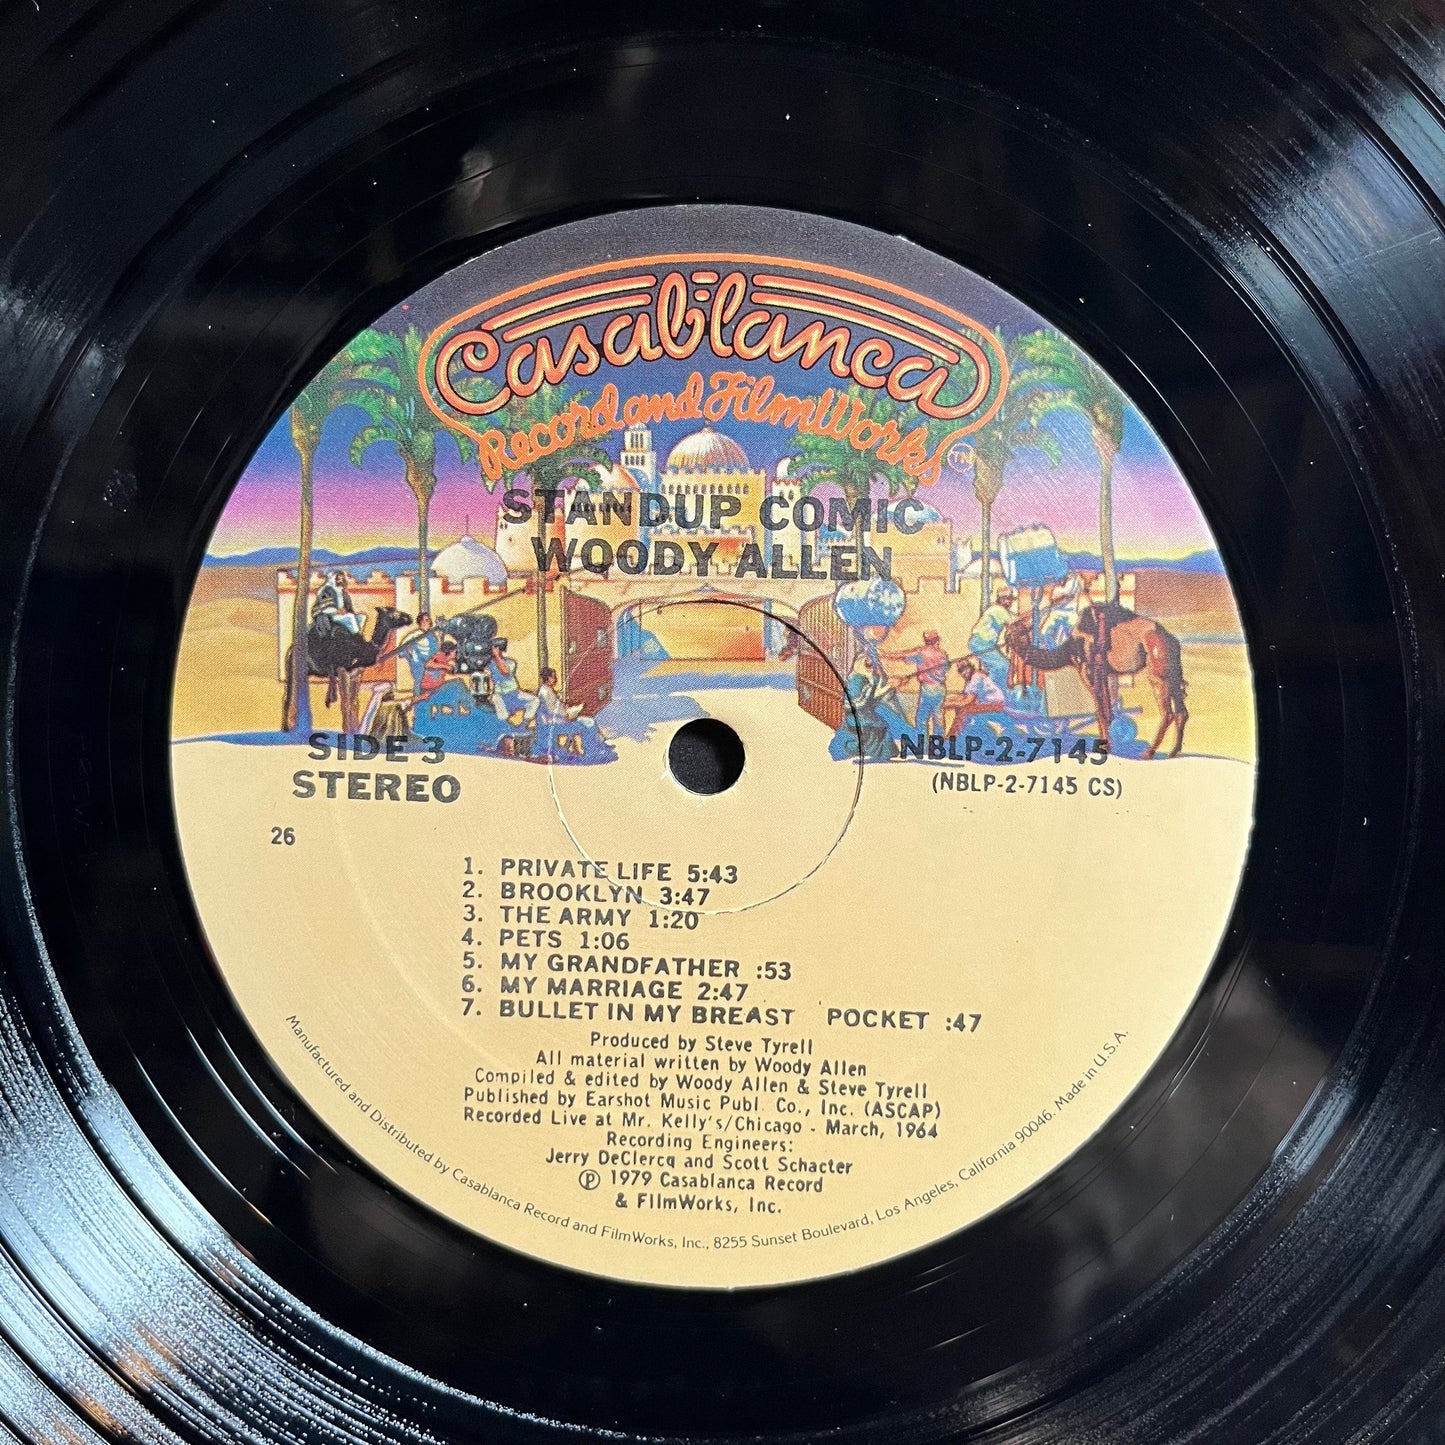 Casablanca
Record and FilmWorks
TM
STANDUP COMIC
WOODY ALLEN
SIDE 3
STEREO
NBLP-2-7145
(NBLP-2-7145 CS)
26
1. PRIVATE LIFE 5:43
2. BROOKLYN 3:47
3. THE ARMY 1:20
4. PETS 1:06
5. MY GRANDFATHER :53
6. MY MARRIAGE 2:47
7. BULLET IN MY BREAST POCKET :47
Produced by Steve Tyrell
All material written by Woody Allen
Compiled & edited by Woody Allen & Steve Tyrell
Published by Earshot Music Publ. Co., Inc. (ASCAP)
Recorded Live at Mr. Kelly's/Chicago - March, 1964
Recording Engineers:
Jerry DeClercq and Scott Schacter
Ⓟ 1979 Casablanca Record
& FilmWorks, Inc.
Manufactured and Distributed by Casablanca Record and FilmWorks, Inc., 8255 Sunset Boulevard, Los Angeles, California 90046. Made in U.S.A.